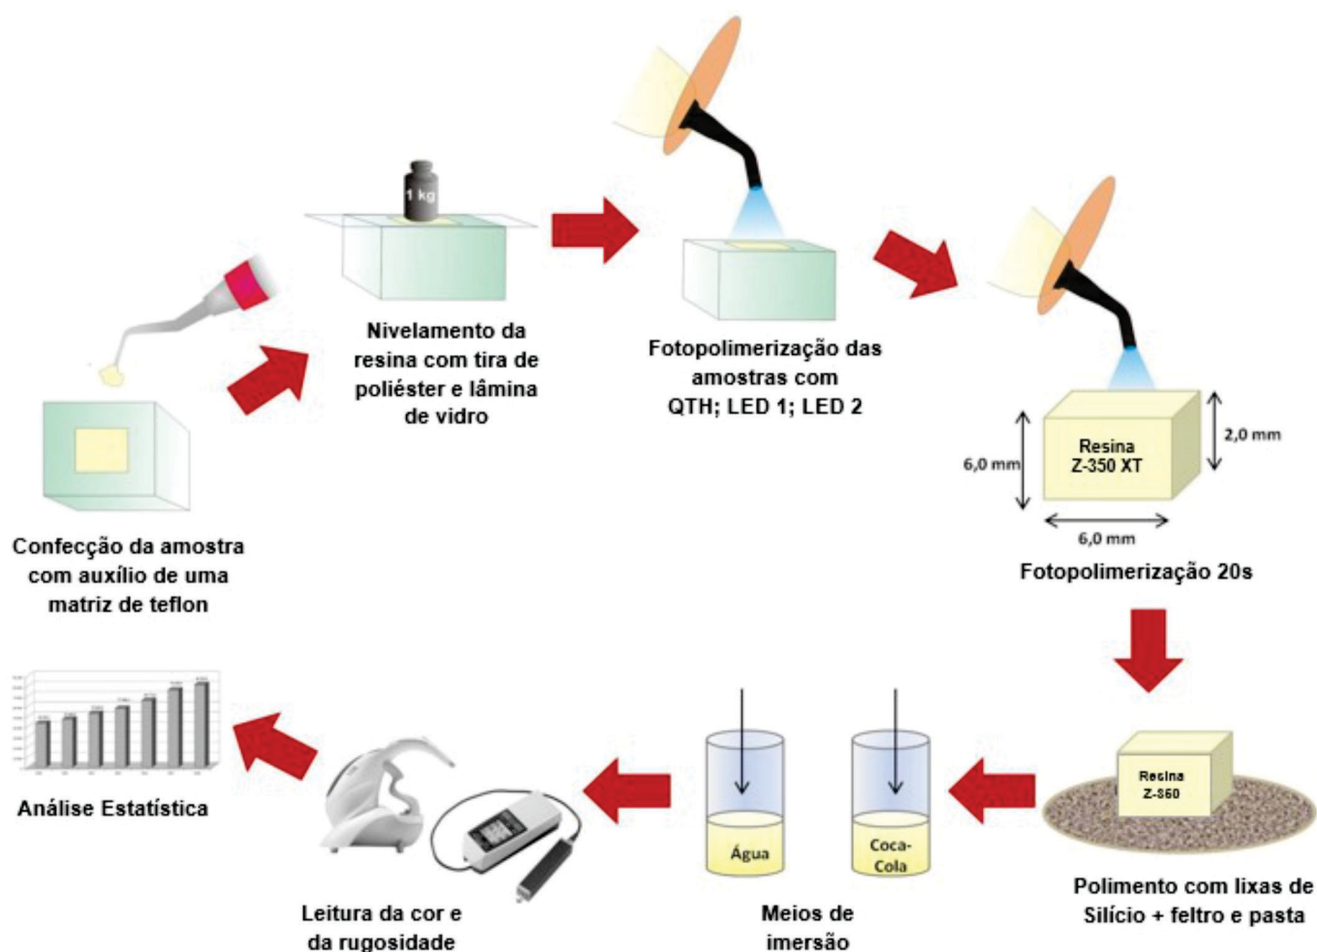 Confecção da amostra
com auxílio de uma
matriz de teflon
1 kg
Nivelamento da
resina com tira de
poliéster e lâmina
de vidro
Fotopolimerização das
amostras com
QTH; LED 1; LED 2
6,0 mm
Resina
Z-350 XT
2,0 mm
6,0 mm
Fotopolimerização 20s
Resina
Z-350
Polimento com lixas de
Silício + feltro e pasta
Água
Coca-
Cola
Meios de
imersão
Leitura da cor e
da rugosidade
Análise Estatística